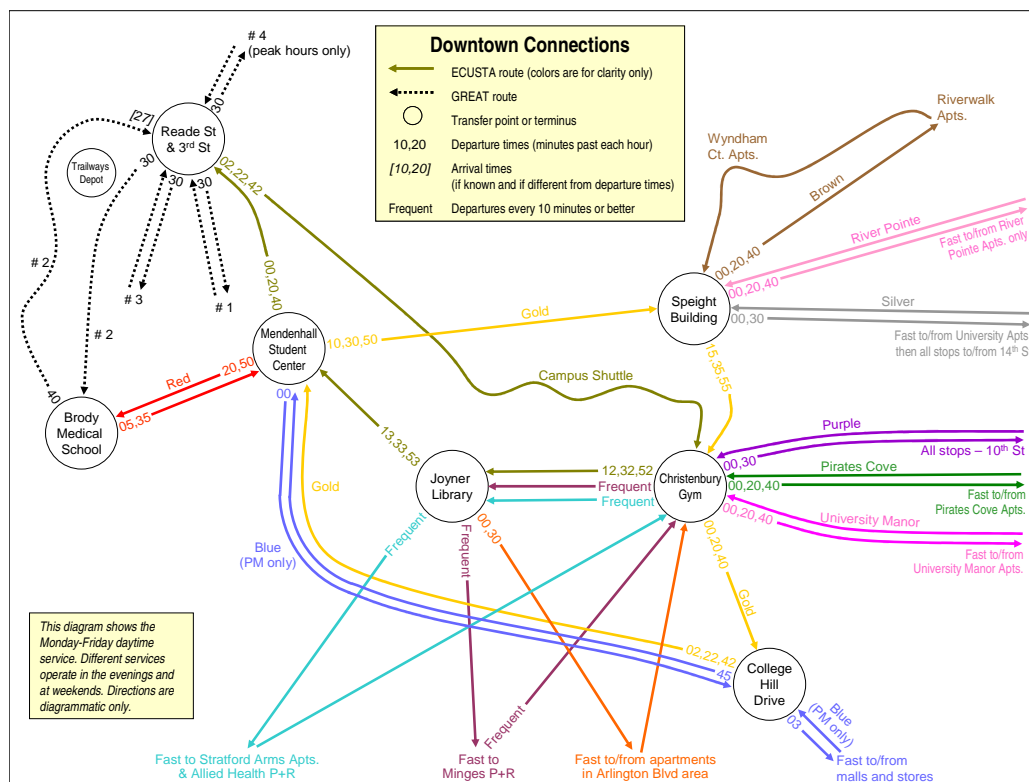 # 4
(peak hours only)
30
[27]
Reade St
& 3rd St
30
30
30
02,22,42
Trailways
Depot
# 2
# 2
# 3
# 1
40
Downtown Connections
ECUSTA route (colors are for clarity only)
GREAT route
Transfer point or terminus
10,20
Departure times (minutes past each hour)
[10,20]
Arrival times
(if known and if different from departure times)
Frequent
Departures every 10 minutes or better
Riverwalk
Apts.
Wyndham
Ct. Apts.
Brown
00,20,40
River Pointe
Fast to/from River
Pointe Apts. only
00,20,40
Speight
Building
Silver
00,30
Fast to/from University Apts
then all stops to/from 14th S
15,35,55
00,20,40
Mendenhall
Student
Center
10,30,50
Gold
20,50
Red
00
05,35
Brody
Medical
School
Campus Shuttle
13,33,53
Joyner
Library
12,32,52
Frequent
Frequent
Christenbury
Gym
Purple
All stops – 10th St
00,30
Pirates Cove
00,20,40
Fast to/from
Pirates Cove Apts.
00,20,40
University Manor
Fast to/from
University Manor Apts.
Gold
Blue
(PM only)
Frequent
Frequent
00,30
00,20,40
Gold
Frequent
02,22,42
45
College
Hill
Drive
03
Blue
(PM only)
This diagram shows the
Monday-Friday daytime
service. Different services
operate in the evenings and
at weekends. Directions are
diagrammatic only.
Fast to Stratford Arms Apts.
& Allied Health P+R
Fast to
Minges P+R
Fast to/from apartments
in Arlington Blvd area
Fast to/from
malls and stores